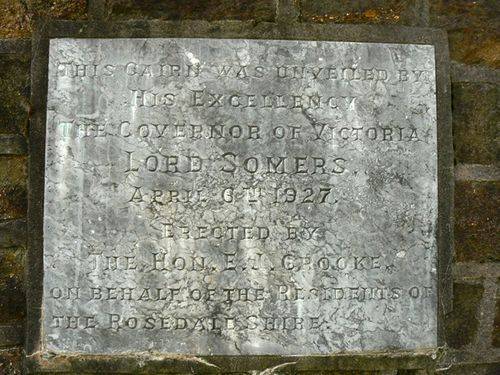 THIS CAIRN WAS UNVEILED BY
HIS EXCELLENCY
THE GOVERNOR OF VICTORIA
LORD SOMERS.
APRIL 6TH 1927.
ERECTED BY
THE HON. E. J. CROOKE,
ON BEHALF OF THE RESIDENTS OF
THE ROSEDALE SHIRE.